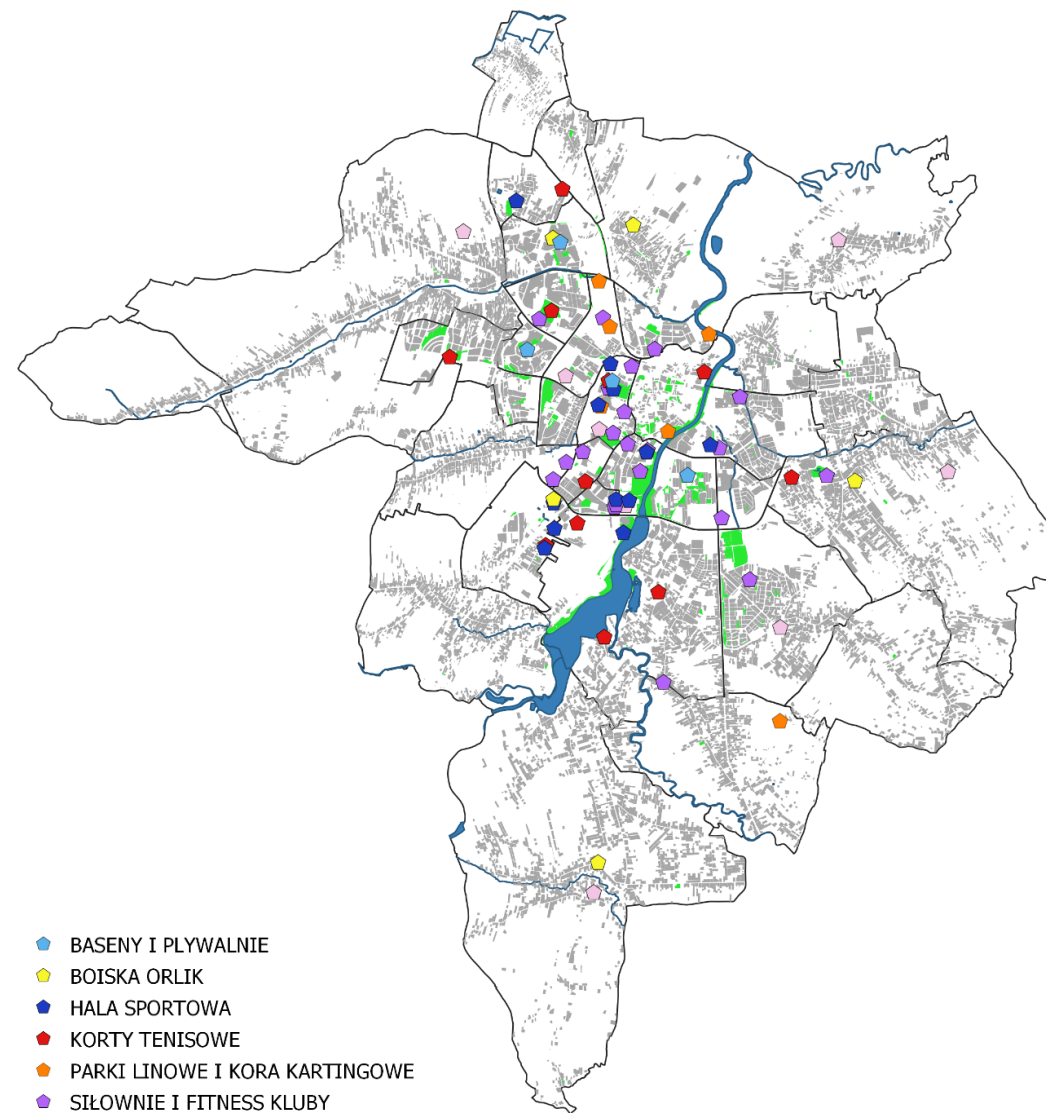 BASENY I PLYWALNIE
BOISKA ORLIK
HALA SPORTOWA
KORTY TENISOWE
PARKI LINOWE I KORA KARTINGOWE
SIŁOWNIE I FITNESS KLUBY